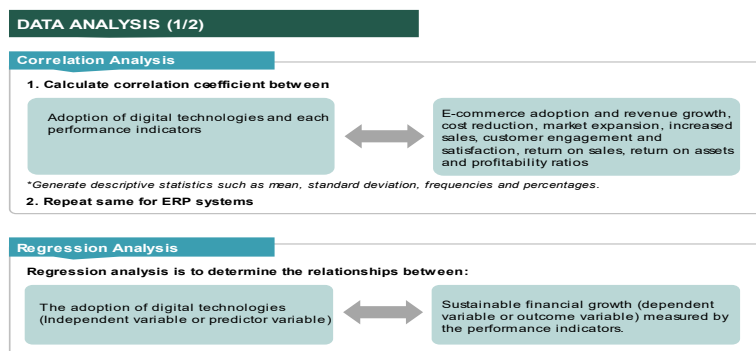 DATA ANALYSIS (1/2)
Correlation Analysis
1. Calculate correlation coefficient between
Adoption of digital technologies and each
performance indicators
E-commerce adoption and revenue growth,
cost reduction, market expansion, increased
sales, customer engagement and
satisfaction, return on sales, return on assets
and profitability ratios
*Generate descriptive statistics such as mean, standard deviation, frequencies and percentages.
2. Repeat same for ERP systems
Regression Analysis
Regression analysis is to determine the relationships between:
The adoption of digital technologies
(Independent variable or predictor variable)
Sustainable financial growth (dependent
variable or outcome variable) measured by
the performance indicators.